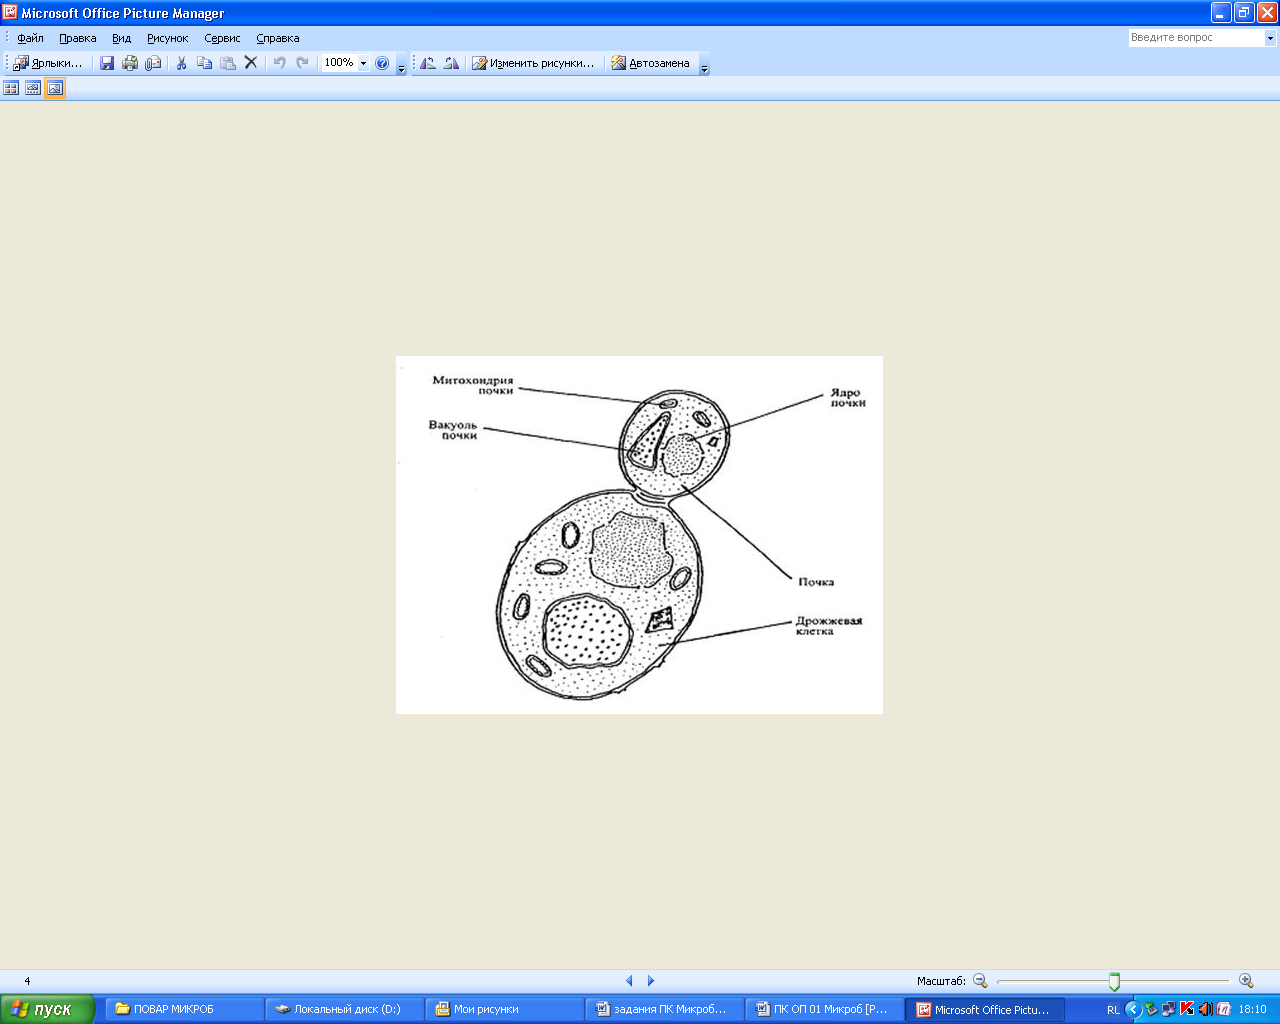 Microsoft Office Picture Manager
Файл Правка Вид Рисунок Сервис Справка
Введите вопрос
Ярлыки... 100% Изменить рисунки... Автозамена
Митохондрия
почки
Ядро
почки
Вакуоль
почки
Почка
Дрожжевая
клетка
4
Масштаб:
пуск ПОВАР МИКРОБ Локальный диск (D:) Мои рисунки задания ПК Микроб... ПК ОП 01 Микроб [Р... Microsoft Office Pictu... RL 18:10